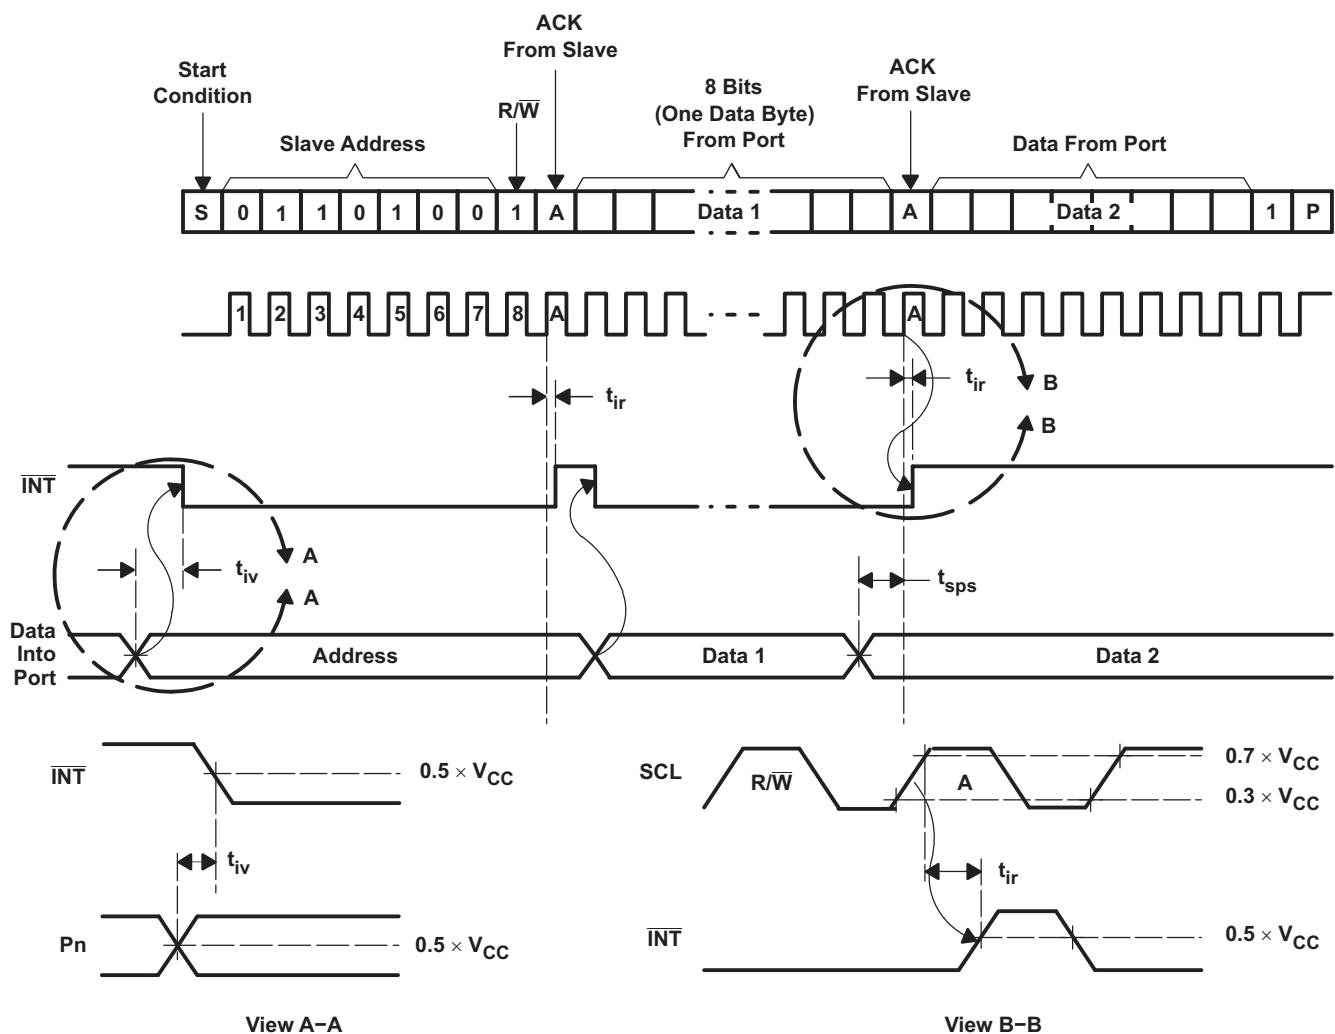 ACK
From Slave
Start
Condition
R/W̅
Slave Address
8 Bits
(One Data Byte)
From Port
ACK
From Slave
Data From Port
S 0 1 1 0 1 0 0 1 A Data 1 A Data 2 1 P
1 2 3 4 5 6 7 8 A A
t_ir
t_ir
B
B
I̅N̅T̅
t_iv
A
A
t_sps
Data
Into
Port
Address
Data 1
Data 2
I̅N̅T̅
0.5 × V_CC
t_iv
Pn
0.5 × V_CC
View A−A
SCL
R/W̅
A
0.7 × V_CC
0.3 × V_CC
t_ir
I̅N̅T̅
0.5 × V_CC
View B−B